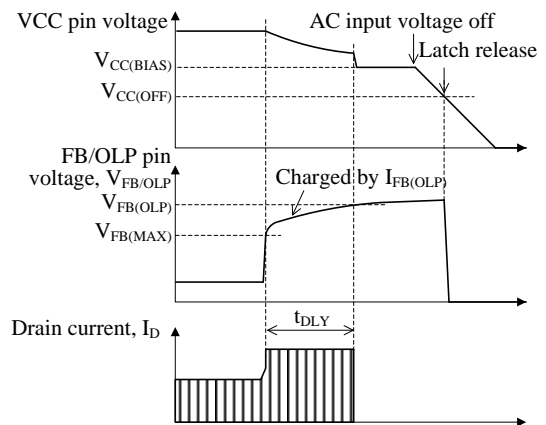 VCC pin voltage
AC input voltage off
Latch release
VCC(BIAS)
VCC(OFF)
FB/OLP pin
voltage, VFB/OLP
Charged by IFB(OLP)
VFB(OLP)
VFB(MAX)
Drain current, ID
tDLY